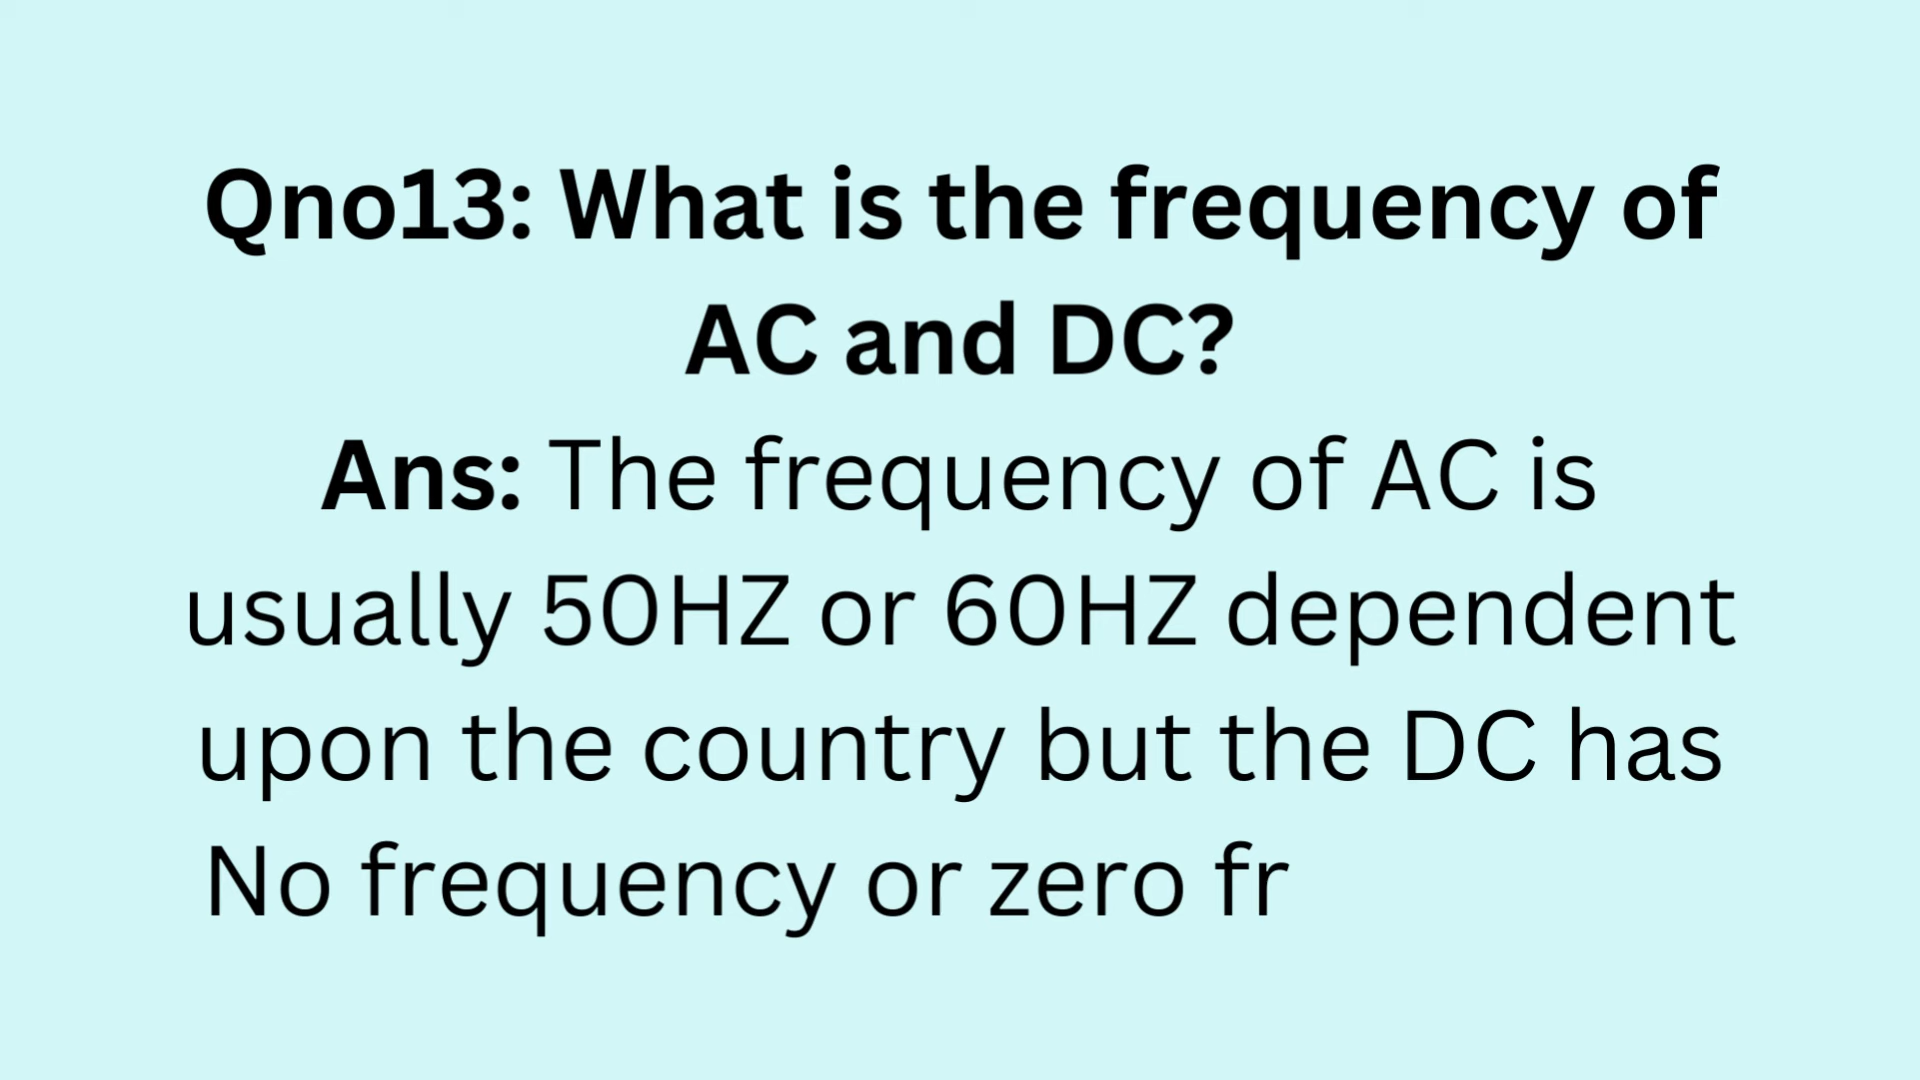 Qno13: What is the frequency of
AC and DC?
Ans: The frequency of AC is
usually 50HZ or 60HZ dependent
upon the country but the DC has
No frequency or zero fr